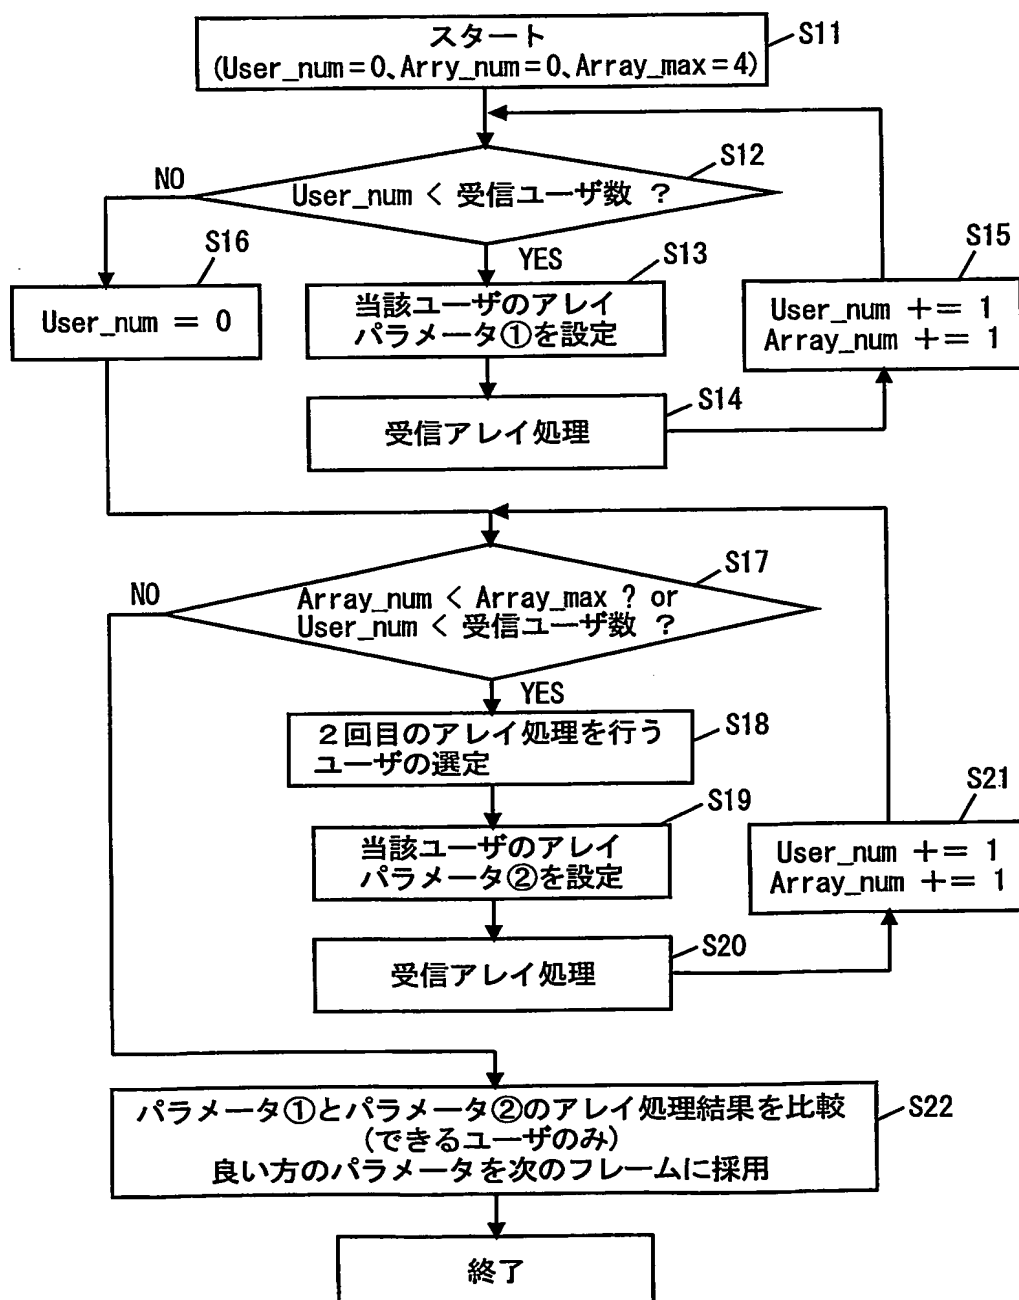 スタート
(User_num=0、Arry_num=0、Array_max=4)
S11
S12
NO
User_num < 受信ユーザ数 ?
YES
S16
User_num = 0
S13
当該ユーザのアレイ
パラメータ①を設定
S15
User_num += 1
Array_num += 1
S14
受信アレイ処理
S17
NO
Array_num < Array_max ? or
User_num < 受信ユーザ数 ?
YES
S18
2回目のアレイ処理を行う
ユーザの選定
S19
当該ユーザのアレイ
パラメータ②を設定
S21
User_num += 1
Array_num += 1
S20
受信アレイ処理
S22
パラメータ①とパラメータ②のアレイ処理結果を比較
(できるユーザのみ)
良い方のパラメータを次のフレームに採用
終了